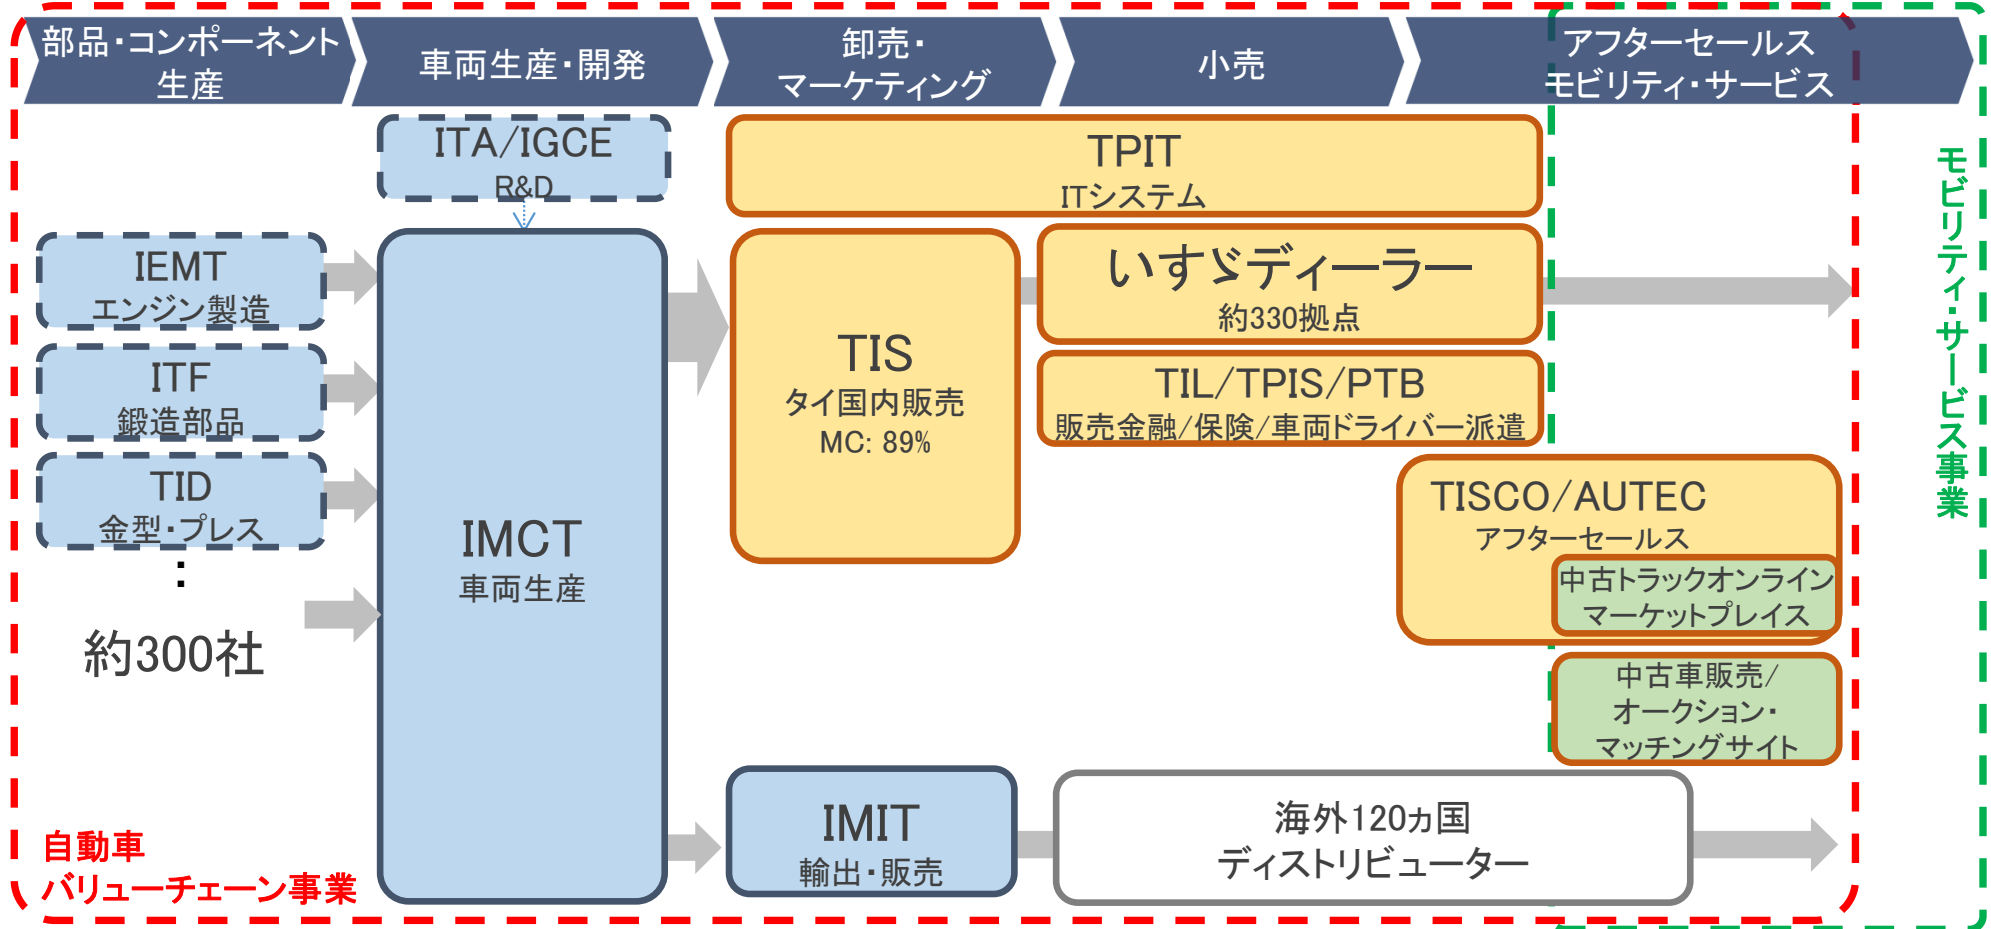 部品・コンポーネント
生産
車両生産・開発
卸売・
マーケティング
小売
アフターセールス
モビリティ・サービス
ITA/IGCE
R&D
TPIT
ITシステム
IEMT
エンジン製造
ITF
鍛造部品
TID
金型・プレス
：
約300社
IMCT
車両生産
TIS
タイ国内販売
MC: 89%
いすゞディーラー
約330拠点
TIL/TPIS/PTB
販売金融/保険/車両ドライバー派遣
TISCO/AUTEC
アフターセールス
中古トラックオンライン
マーケットプレイス
中古車販売/
オークション・
マッチングサイト
IMIT
輸出・販売
海外120ヵ国
ディストリビューター
自動車
バリューチェーン事業
モビリティ・サービス事業